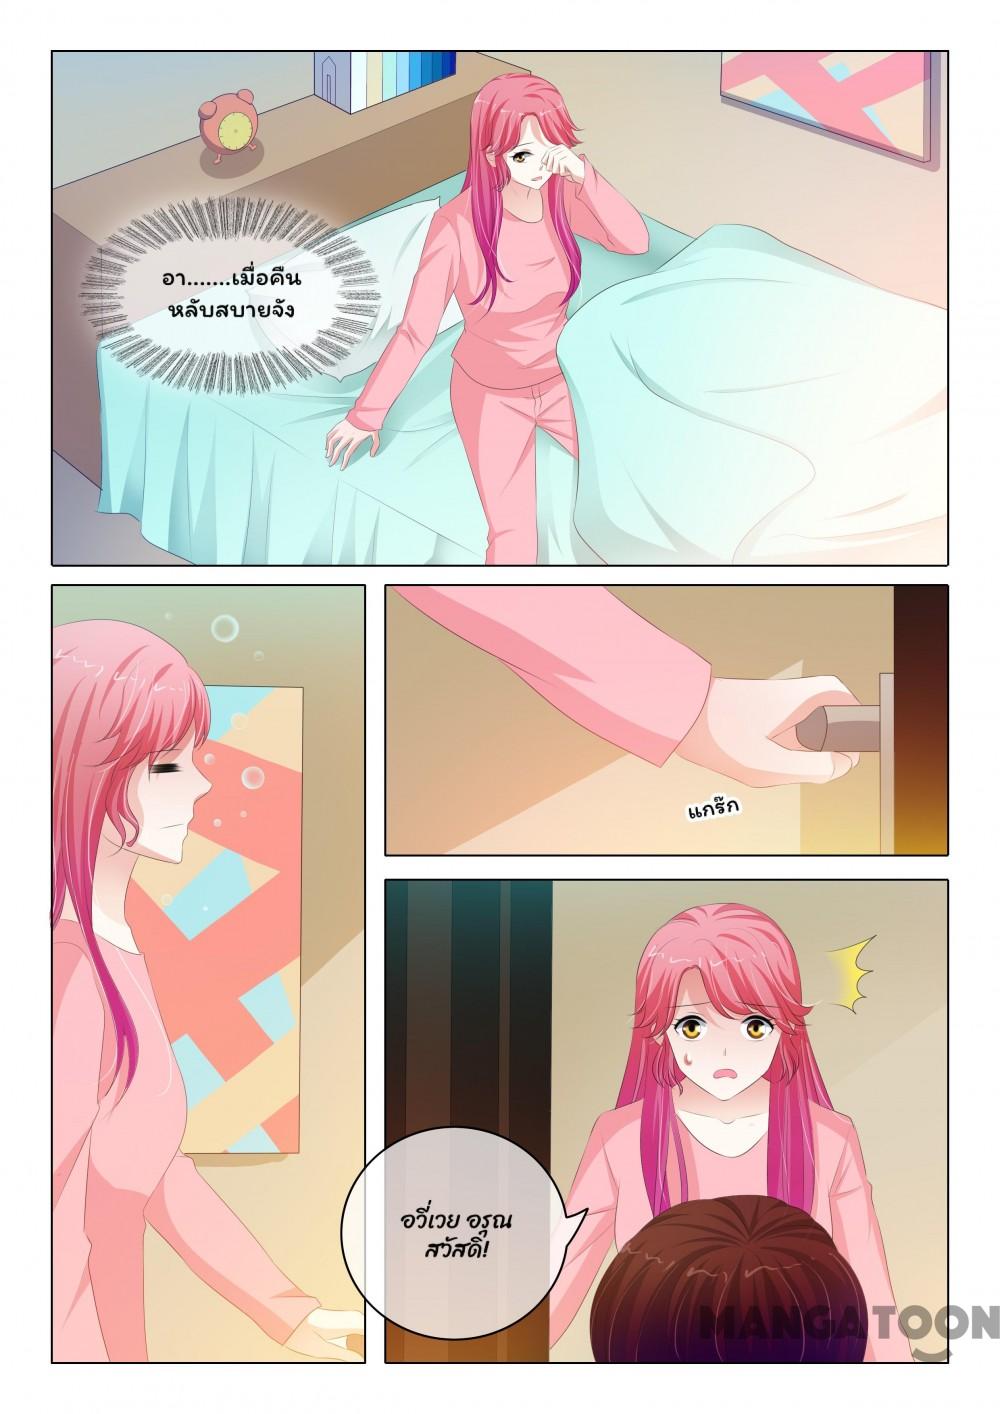 อา.......เมื่อคืน
หลับสบายจัง
แกร๊ก
อวี่เวย อรุณ
สวัสดิ์!
MANGATOON